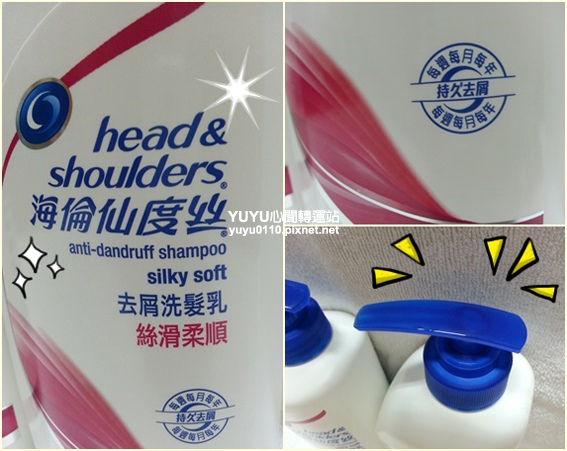 head &
shoulders®
海倫仙度絲®
anti-dandruff shampoo
silky soft
去屑洗髮乳
絲滑柔順
每週每月每年
持久去屑
每週每月每年
每週每月每年
持久去屑
每週每月每年
YUYU心閣轉運站
yuyu0110.pixnet.net